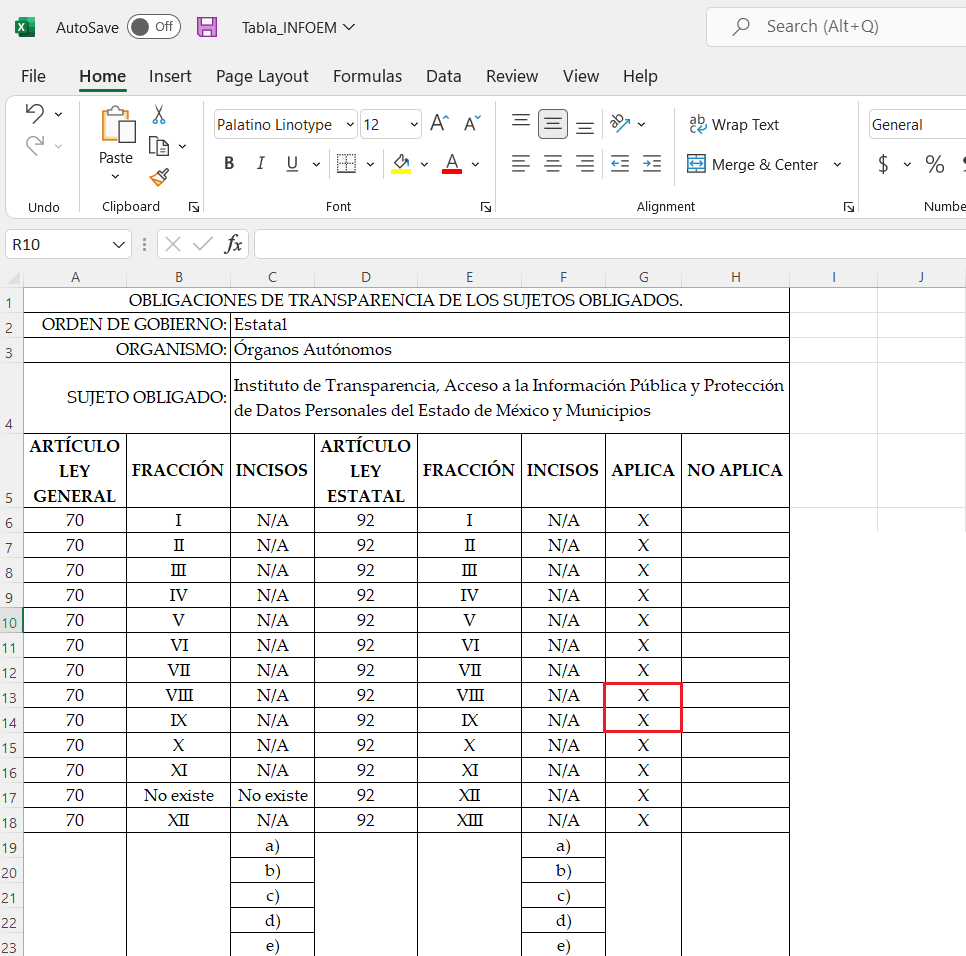 AutoSave Off Tabla_INFOEM Search (Alt+Q)
File Home Insert Page Layout Formulas Data Review View Help
Palatino Linotype 12 Wrap Text General
Paste B I U A Merge & Center $ %
Undo Clipboard Font Alignment Numbe
R10 fx
A B C D E F G H I J
1 OBLIGACIONES DE TRANSPARENCIA DE LOS SUJETOS OBLIGADOS.
2 ORDEN DE GOBIERNO: Estatal
3 ORGANISMO: Órganos Autónomos
4 SUJETO OBLIGADO: Instituto de Transparencia, Acceso a la Información Pública y Protección
de Datos Personales del Estado de México y Municipios
5 ARTÍCULO LEY GENERAL FRACCIÓN INCISOS ARTÍCULO LEY ESTATAL FRACCIÓN INCISOS APLICA NO APLICA
6 70 I N/A 92 I N/A X
7 70 II N/A 92 II N/A X
8 70 III N/A 92 III N/A X
9 70 IV N/A 92 IV N/A X
10 70 V N/A 92 V N/A X
11 70 VI N/A 92 VI N/A X
12 70 VII N/A 92 VII N/A X
13 70 VIII N/A 92 VIII N/A X
14 70 IX N/A 92 IX N/A X
15 70 X N/A 92 X N/A X
16 70 XI N/A 92 XI N/A X
17 70 No existe No existe 92 XII N/A X
18 70 XII N/A 92 XIII N/A X
19 a) a)
20 b) b)
21 c) c)
22 d) d)
23 e) e)